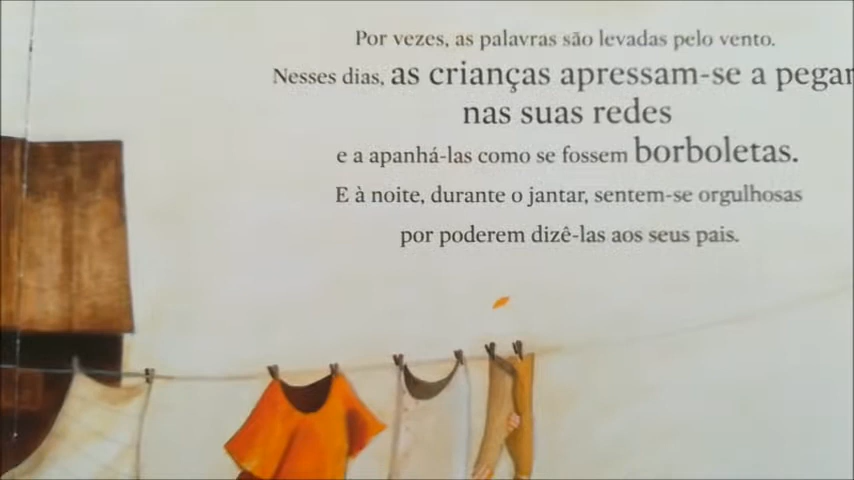 Por vezes, as palavras são levadas pelo vento.
Nesses dias, as crianças apressam-se a pegar
nas suas redes
e a apanhá-las como se fossem borboletas.
E à noite, durante o jantar, sentem-se orgulhosas
por poderem dizê-las aos seus pais.